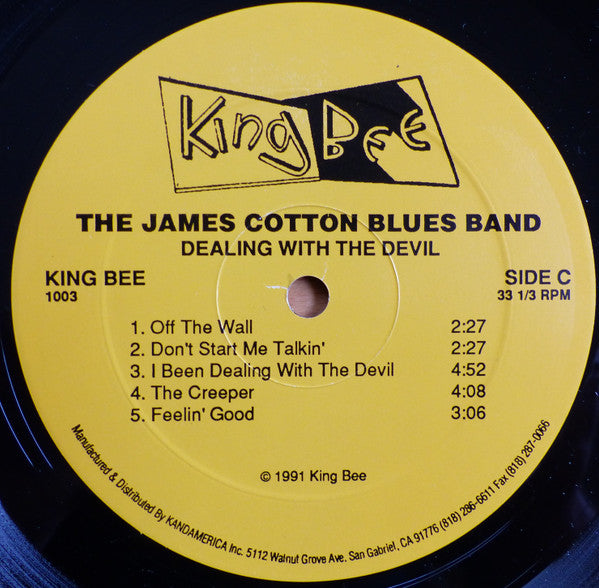 King Bee
THE JAMES COTTON BLUES BAND
DEALING WITH THE DEVIL
KING BEE
1003
SIDE C
33 1/3 RPM
1. Off The Wall 2:27
2. Don't Start Me Talkin' 2:27
3. I Been Dealing With The Devil 4:52
4. The Creeper 4:08
5. Feelin' Good 3:06
© 1991 King Bee
Manufactured & Distributed By KANDAMERICA Inc. 5112 Walnut Grove Ave. San Gabriel, CA 91776 (818) 286-6611 Fax (818) 287-0066